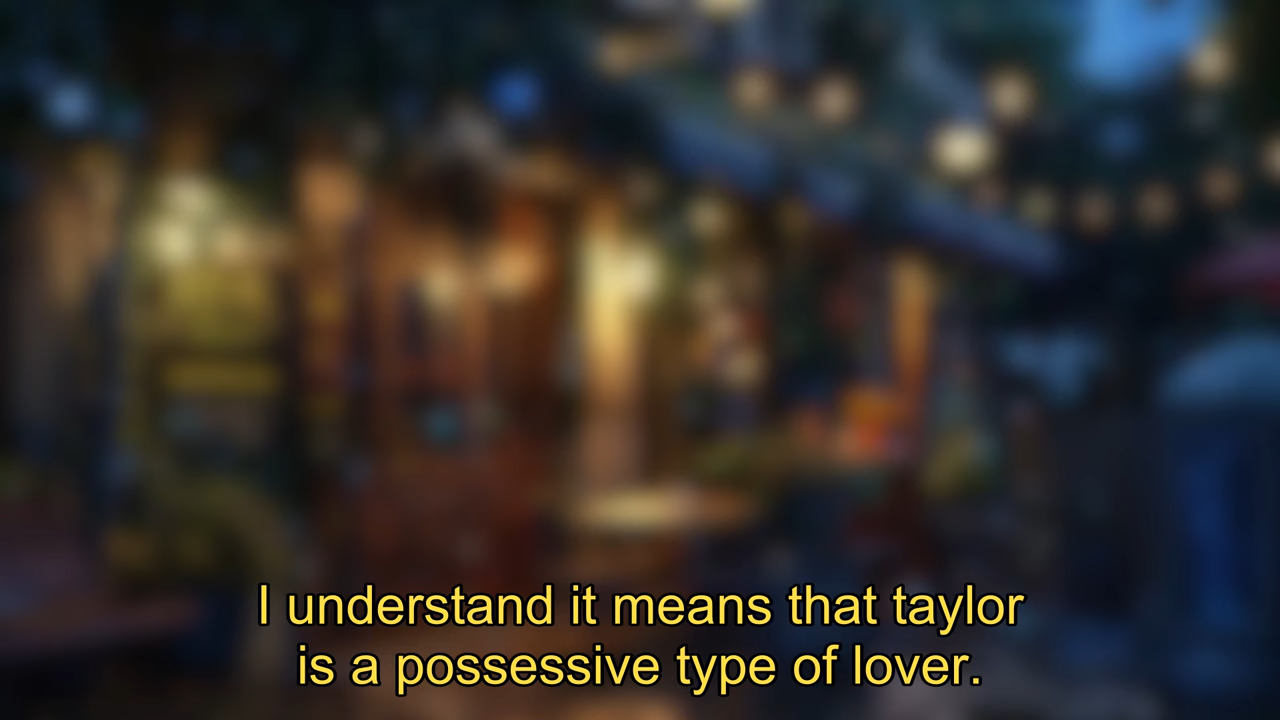 I understand it means that taylor
is a possessive type of lover.